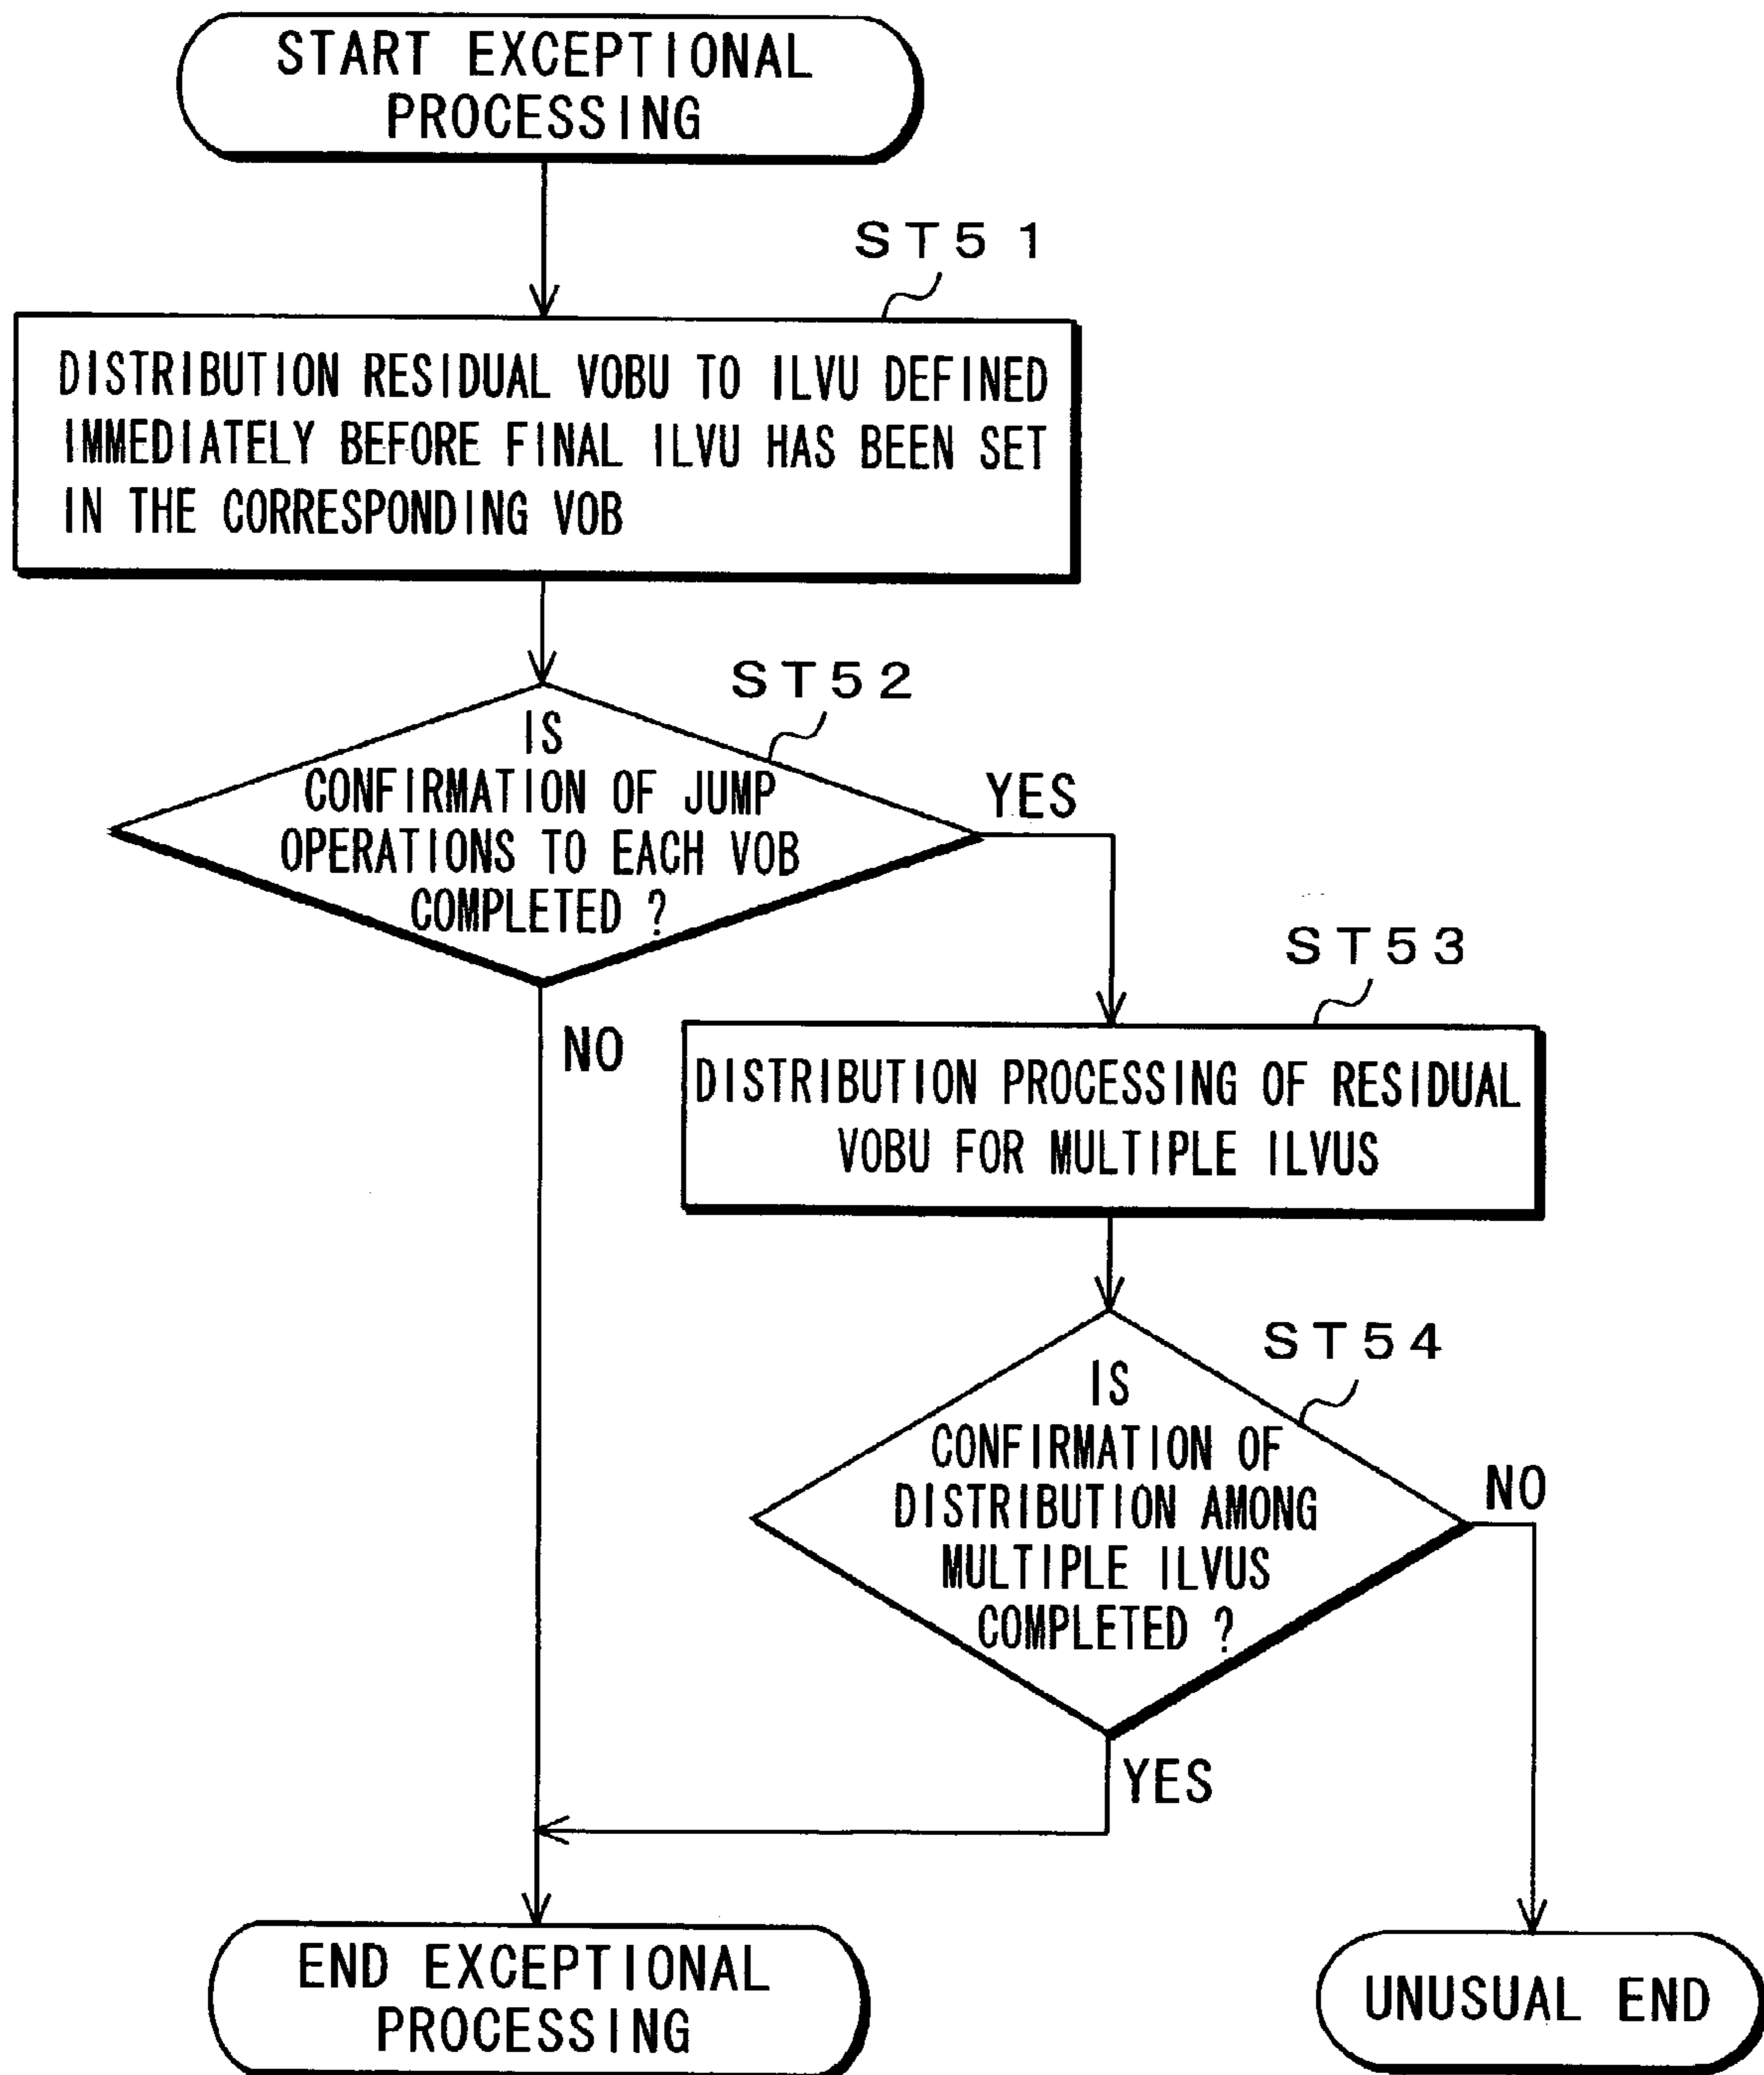 START EXCEPTIONAL
PROCESSING
ST51
DISTRIBUTION RESIDUAL VOBU TO ILVU DEFINED
IMMEDIATELY BEFORE FINAL ILVU HAS BEEN SET
IN THE CORRESPONDING VOB
ST52
IS
CONFIRMATION OF JUMP
OPERATIONS TO EACH VOB
COMPLETED ?
YES
NO
ST53
DISTRIBUTION PROCESSING OF RESIDUAL
VOBU FOR MULTIPLE ILVUS
ST54
IS
CONFIRMATION OF
DISTRIBUTION AMONG
MULTIPLE ILVUS
COMPLETED ?
NO
YES
END EXCEPTIONAL
PROCESSING
UNUSUAL END